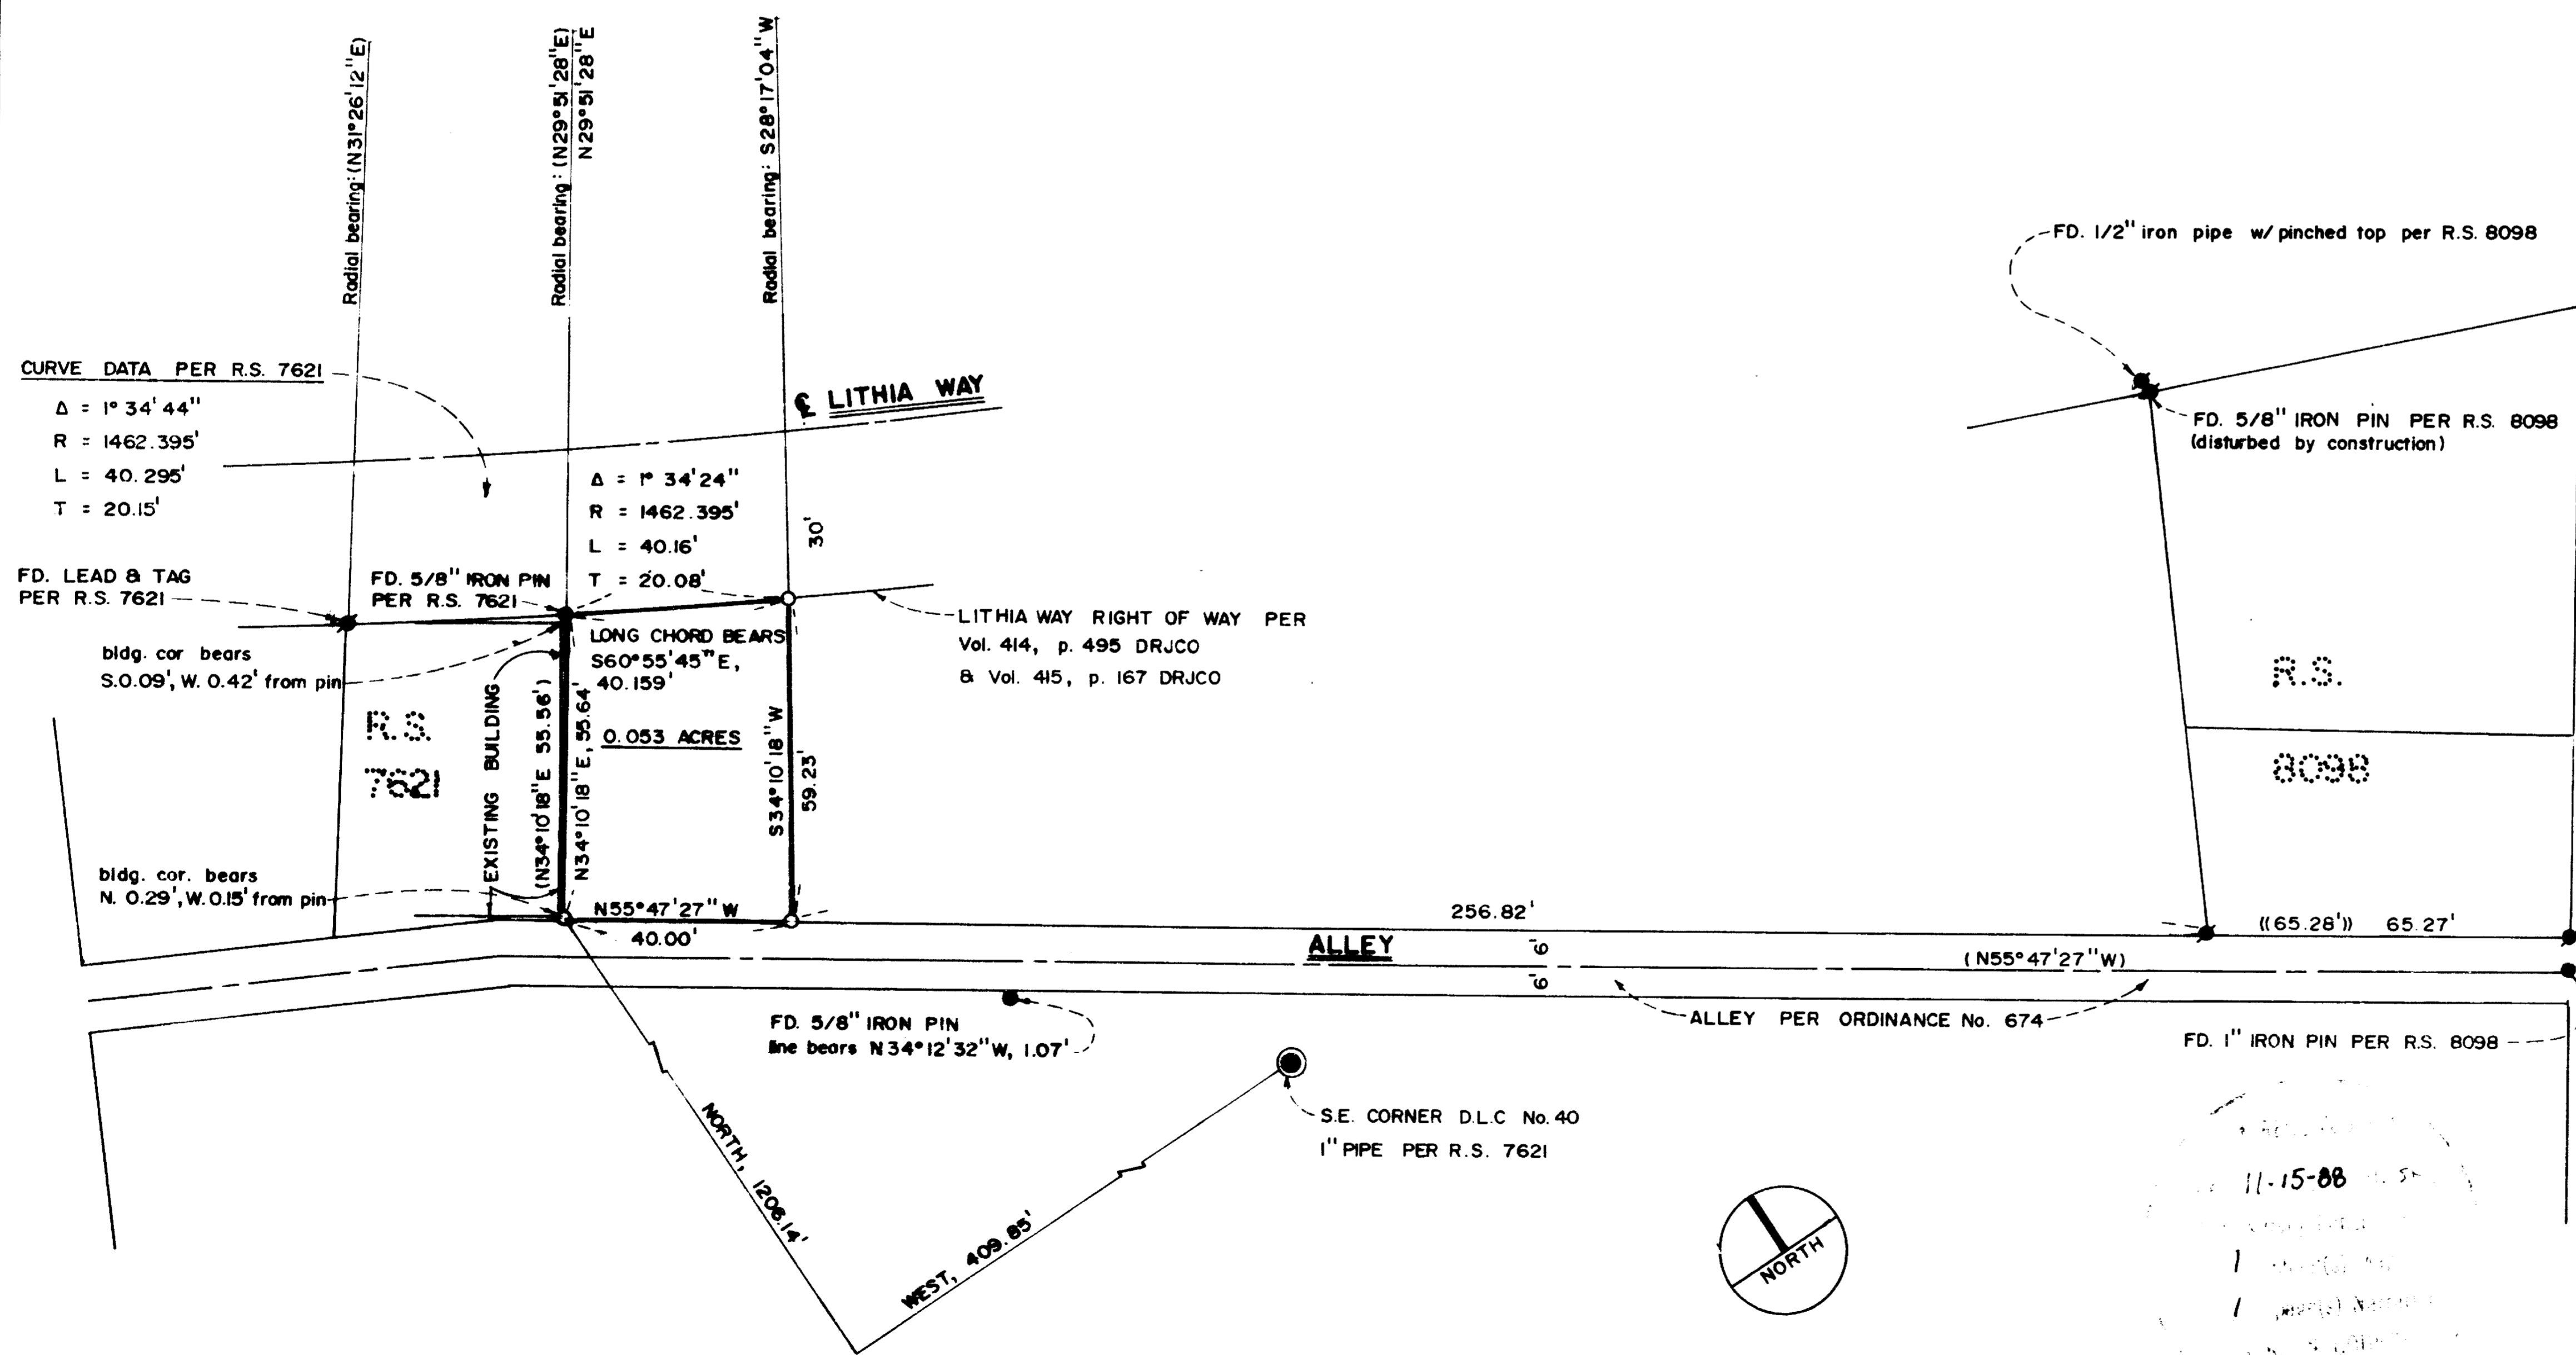 Radial bearing: (N31°26'12"E)
Radial bearing: (N29°51'28"E)
N29°51'28"E
Radial bearing: S28°17'04"W
FD. 1/2" iron pipe w/ pinched top per R.S. 8098
CURVE DATA PER R.S. 7621
Δ = 1° 34' 44"
R = 1462.395'
L = 40.295'
T = 20.15'
℄ LITHIA WAY
FD. 5/8" IRON PIN PER R.S. 8098
(disturbed by construction)
Δ = 1° 34'24"
R = 1462.395'
L = 40.16'
T = 20.08'
30'
FD. LEAD & TAG
PER R.S. 7621
FD. 5/8" IRON PIN
PER R.S. 7621
LITHIA WAY RIGHT OF WAY PER
Vol. 414, p. 495 DRJCO
& Vol. 415, p. 167 DRJCO
bldg. cor bears
S.0.09', W. 0.42' from pin
LONG CHORD BEARS
S60°55'45"E,
40.159'
R.S.
7621
EXISTING BUILDING
(N34°10'18"E 55.56')
N34°10'18"E, 55.64'
0.053 ACRES
S34°10'18"W
59.23'
R.S.
8098
bldg. cor. bears
N. 0.29', W.0.15' from pin
N55°47'27"W
40.00'
256.82'
((65.28')) 65.27'
ALLEY
6'
6'
(N55°47'27"W)
FD. 5/8" IRON PIN
line bears N34°12'32"W, 1.07'
ALLEY PER ORDINANCE No. 674
FD. 1" IRON PIN PER R.S. 8098
S.E. CORNER D.L.C No. 40
1" PIPE PER R.S. 7621
NORTH, 1206.14'
WEST, 409.85'
NORTH
11-15-88
1
1